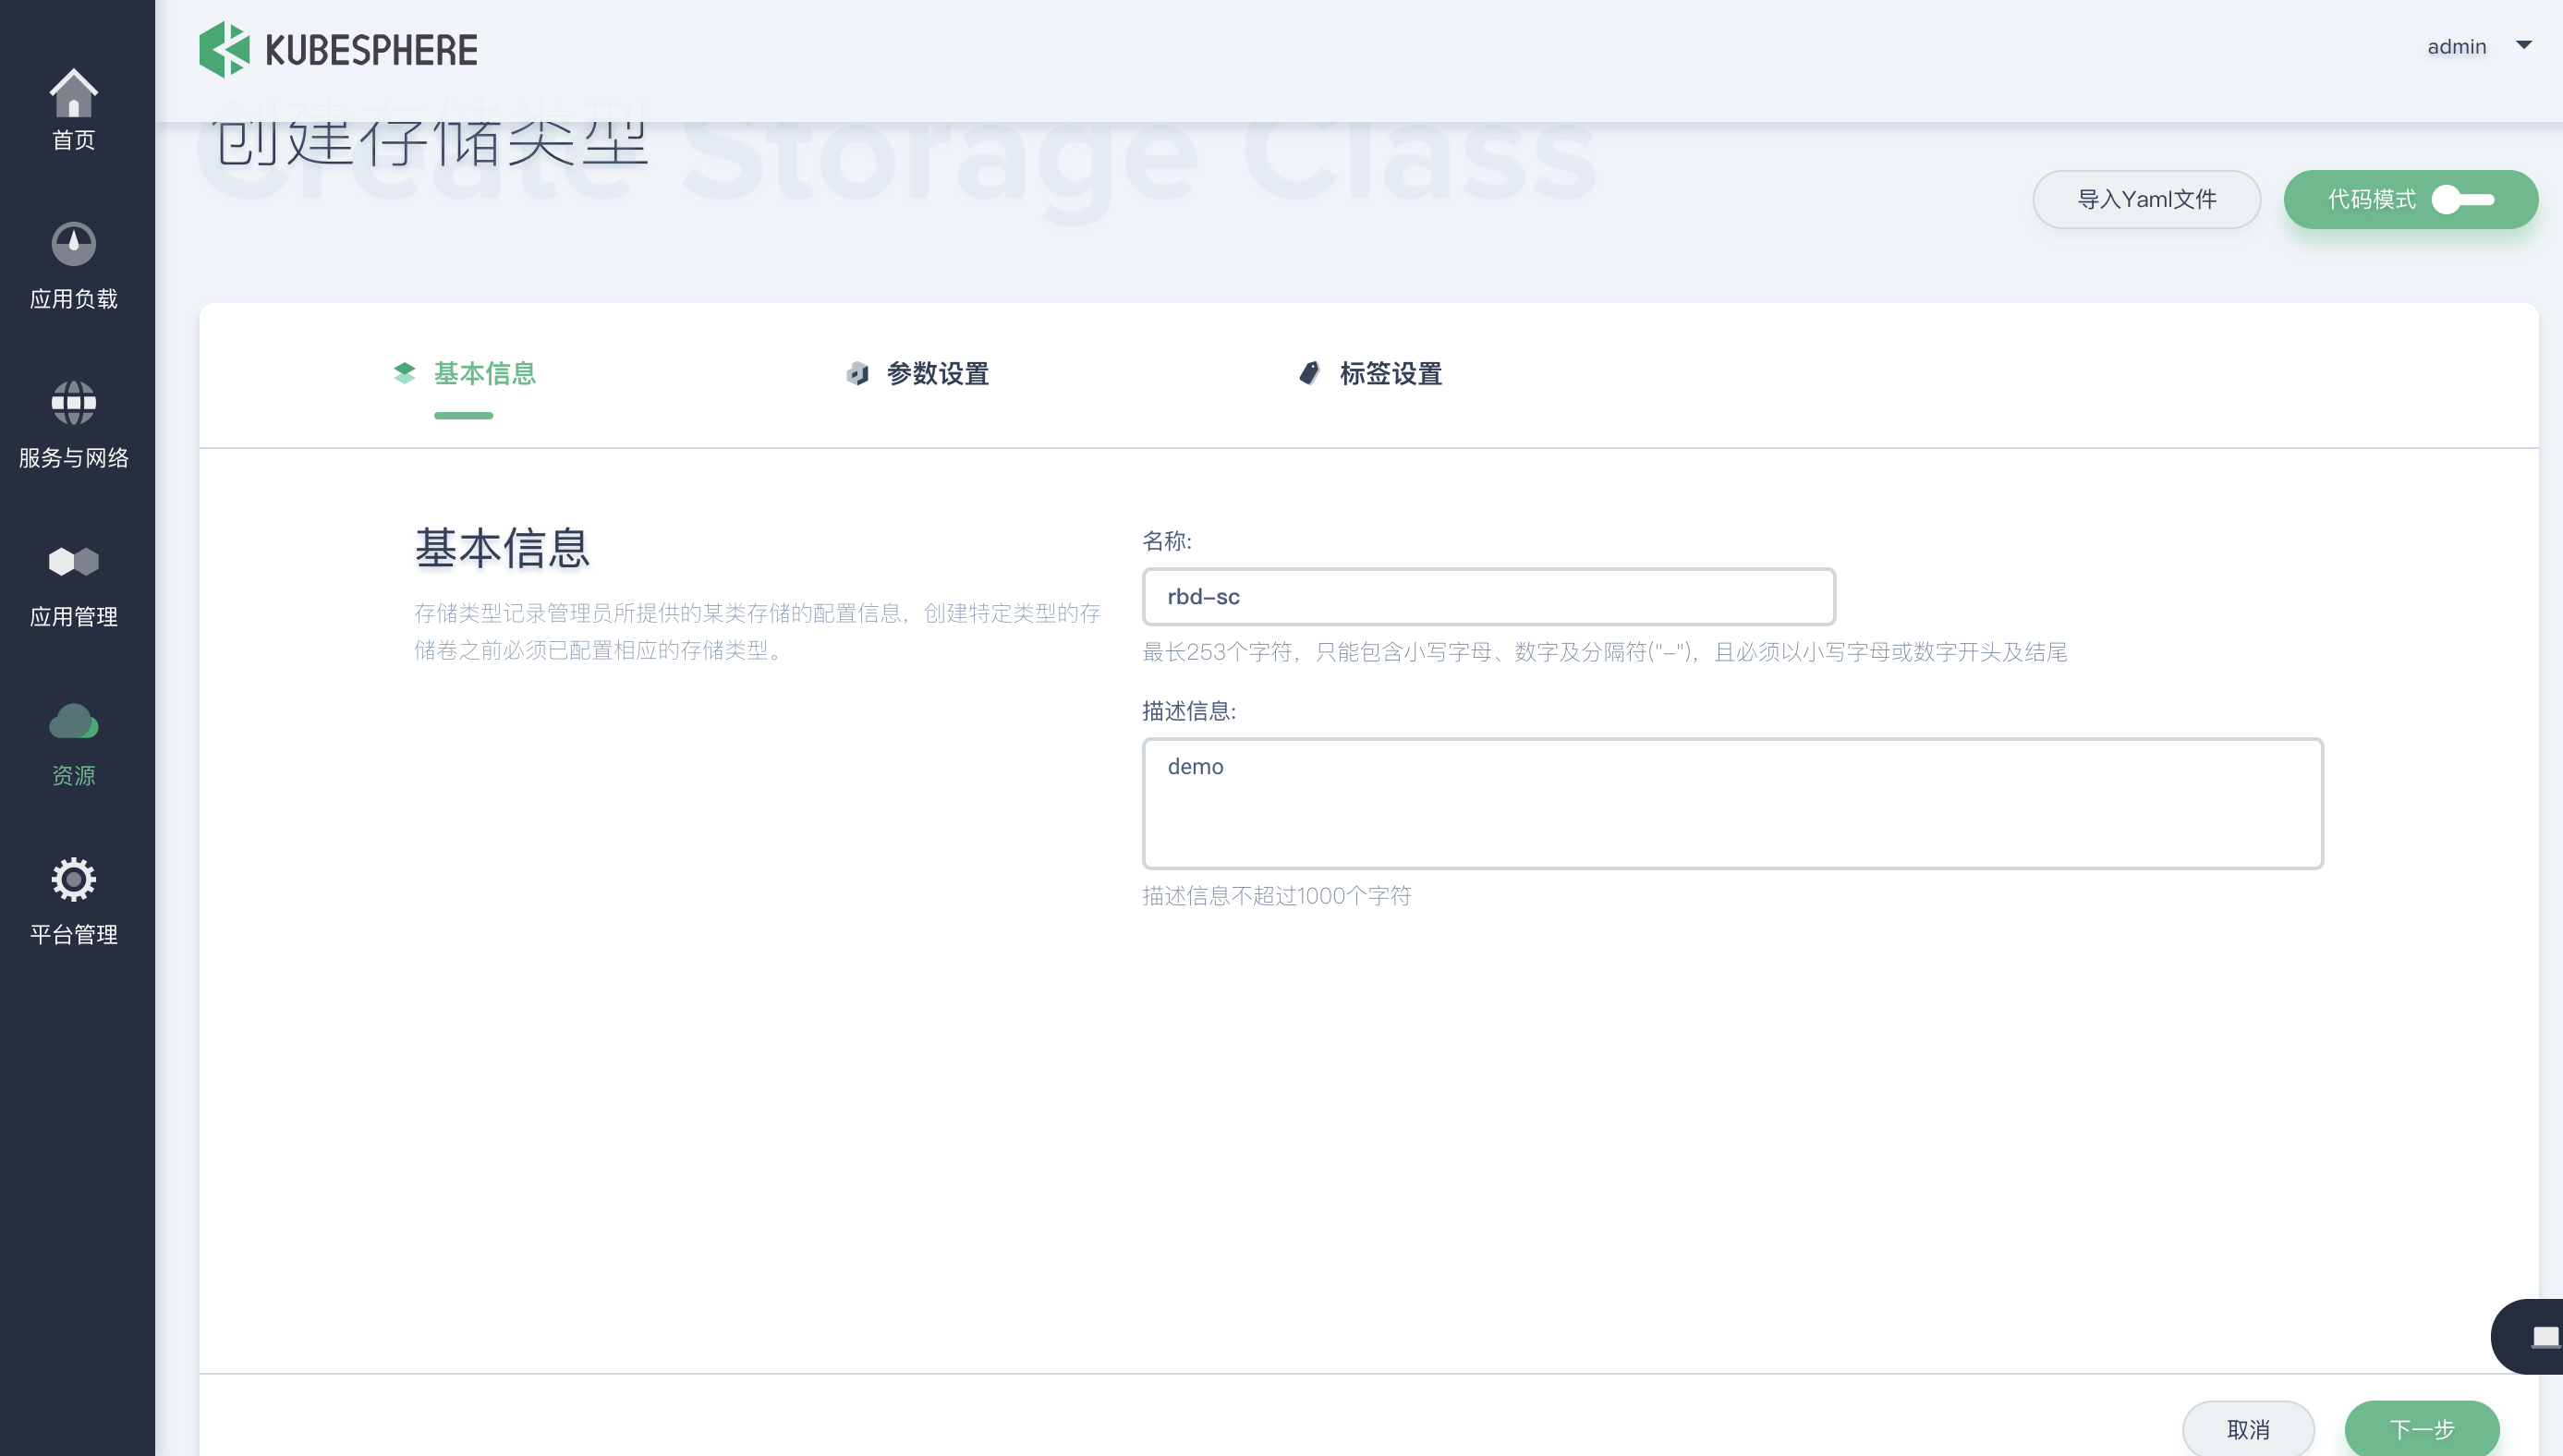 KUBESPHERE
admin
首页
应用负载
服务与网络
应用管理
资源
平台管理
创建存储类型
Create Storage Class
导入Yaml文件
代码模式
基本信息
参数设置
标签设置
基本信息
存储类型记录管理员所提供的某类存储的配置信息，创建特定类型的存
储卷之前必须已配置相应的存储类型。
名称:
rbd-sc
最长253个字符，只能包含小写字母、数字及分隔符("-")，且必须以小写字母或数字开头及结尾
描述信息:
demo
描述信息不超过1000个字符
取消
下一步